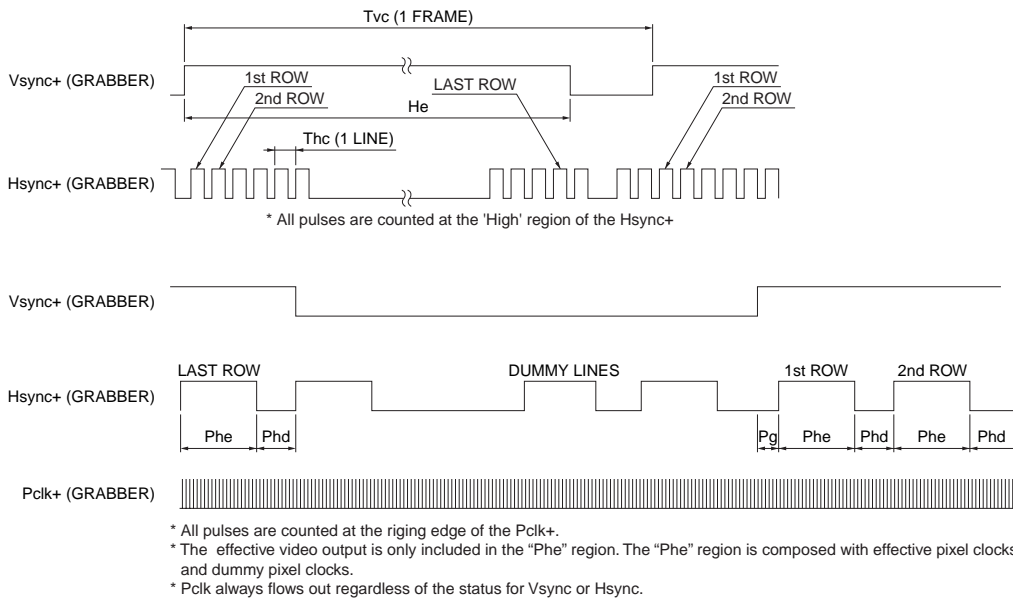 Tvc (1 FRAME)
Vsync+ (GRABBER)
1st ROW
2nd ROW
LAST ROW
1st ROW
2nd ROW
He
Thc (1 LINE)
Hsync+ (GRABBER)
* All pulses are counted at the 'High' region of the Hsync+
Vsync+ (GRABBER)
LAST ROW
DUMMY LINES
1st ROW
2nd ROW
Hsync+ (GRABBER)
Phe
Phd
Pg
Phe
Phd
Phe
Phd
Pclk+ (GRABBER)
* All pulses are counted at the riging edge of the Pclk+.
* The effective video output is only included in the “Phe” region. The “Phe” region is composed with effective pixel clocks
and dummy pixel clocks.
* Pclk always flows out regardless of the status for Vsync or Hsync.